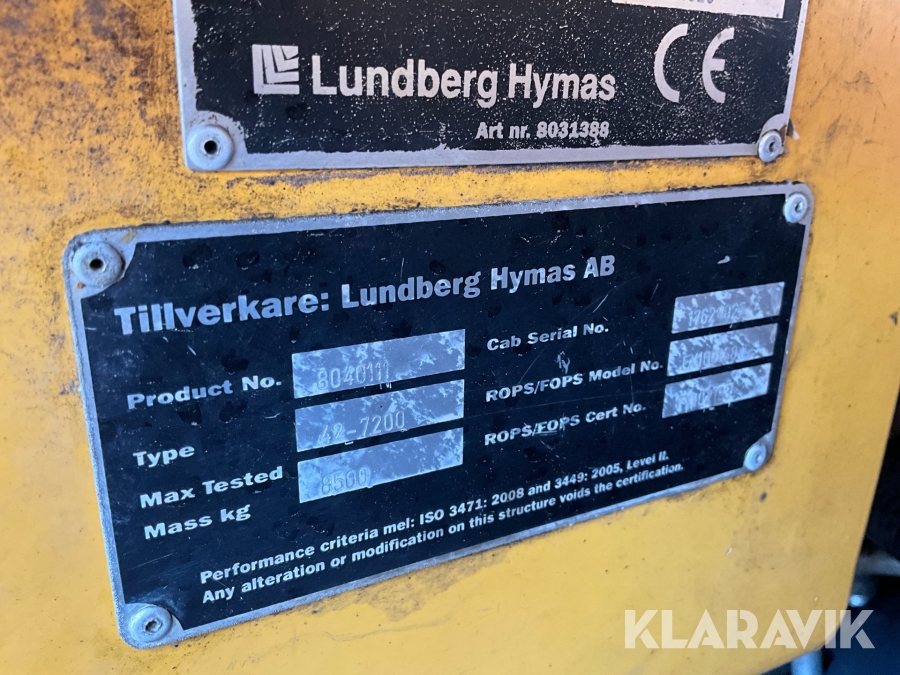 Lundberg Hymas CE
Art nr. 8031388
Tillverkare: Lundberg Hymas AB
Product No. 8040111
Type 42_7200
Max Tested
Mass kg 8500
Cab Serial No.
ROPS/FOPS Model No.
ROPS/FOPS Cert No.
Performance criteria mel: ISO 3471: 2008 and 3449: 2005, Level II.
Any alteration or modification on this structure voids the certification.
KLARAVIK